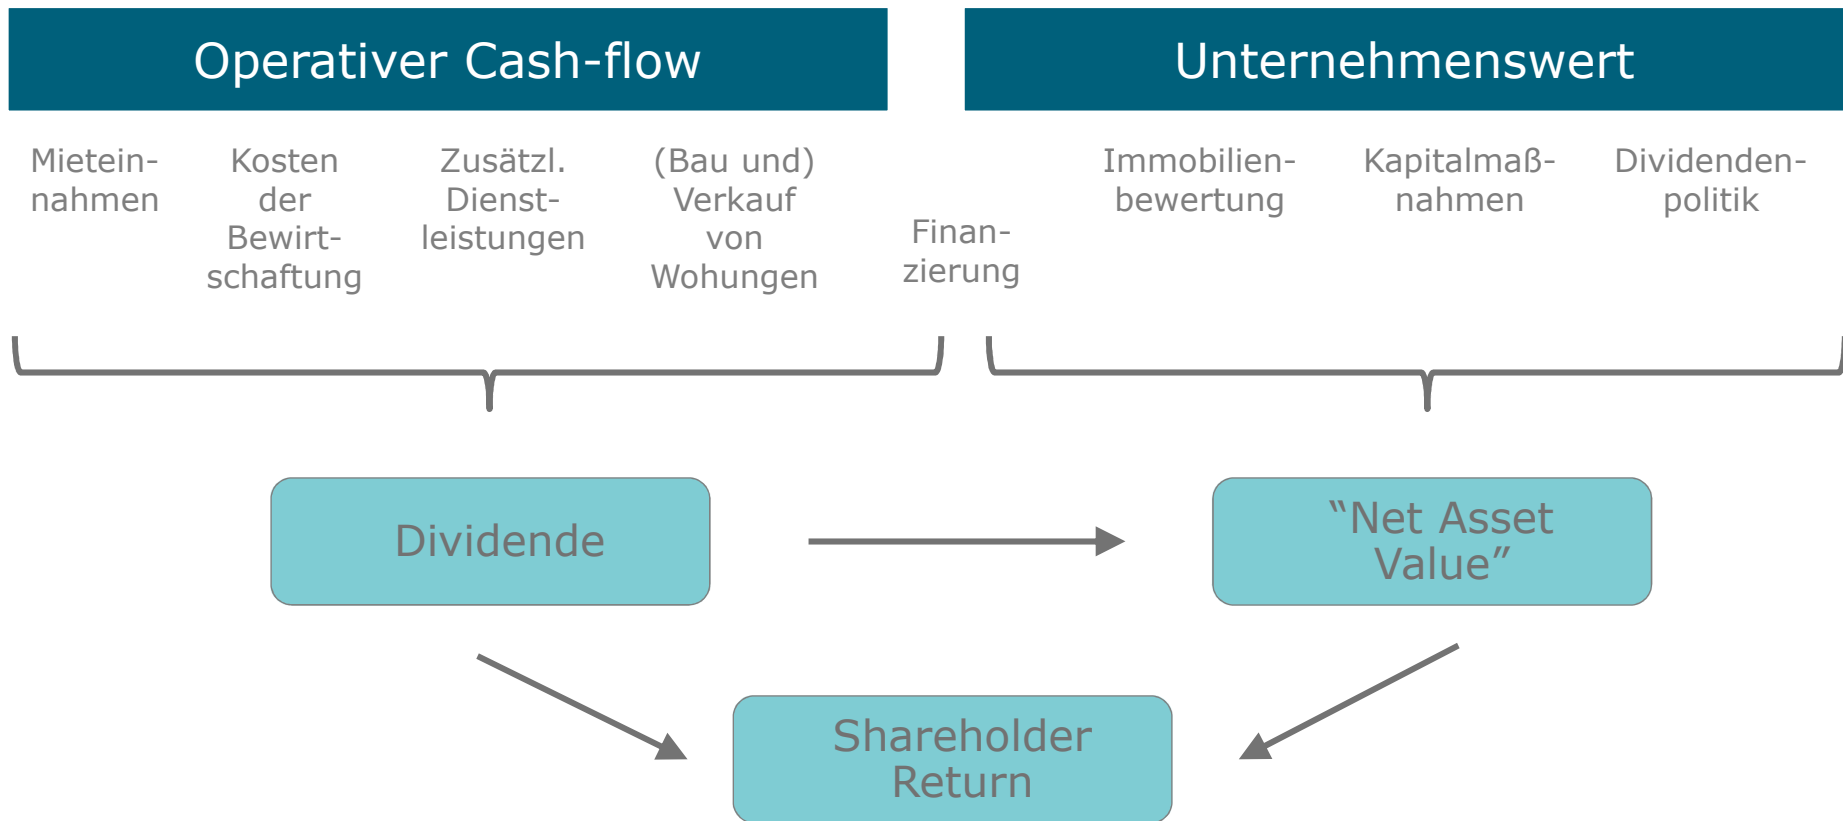 Operativer Cash-flow
Unternehmenswert
Mietein-
nahmen
Kosten
der
Bewirt-
schaftung
Zusätzl.
Dienst-
leistungen
(Bau und)
Verkauf
von
Wohungen
Finan-
zierung
Immobilien-
bewertung
Kapitalmaß-
nahmen
Dividenden-
politik
Dividende
“Net Asset
Value”
Shareholder
Return